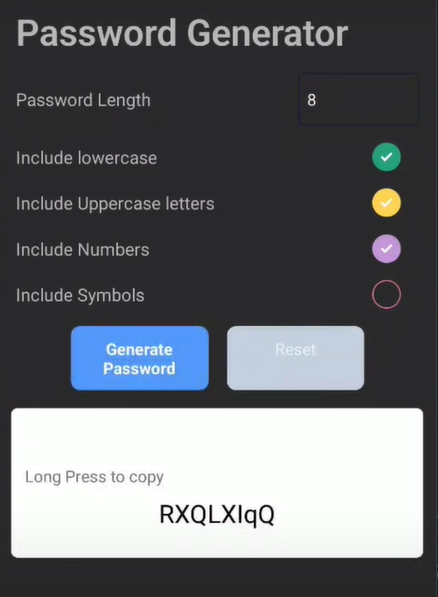 Password Generator
Password Length
8
Include lowercase
Include Uppercase letters
Include Numbers
Include Symbols
Generate
Password
Reset
Long Press to copy
RXQLXIqQ